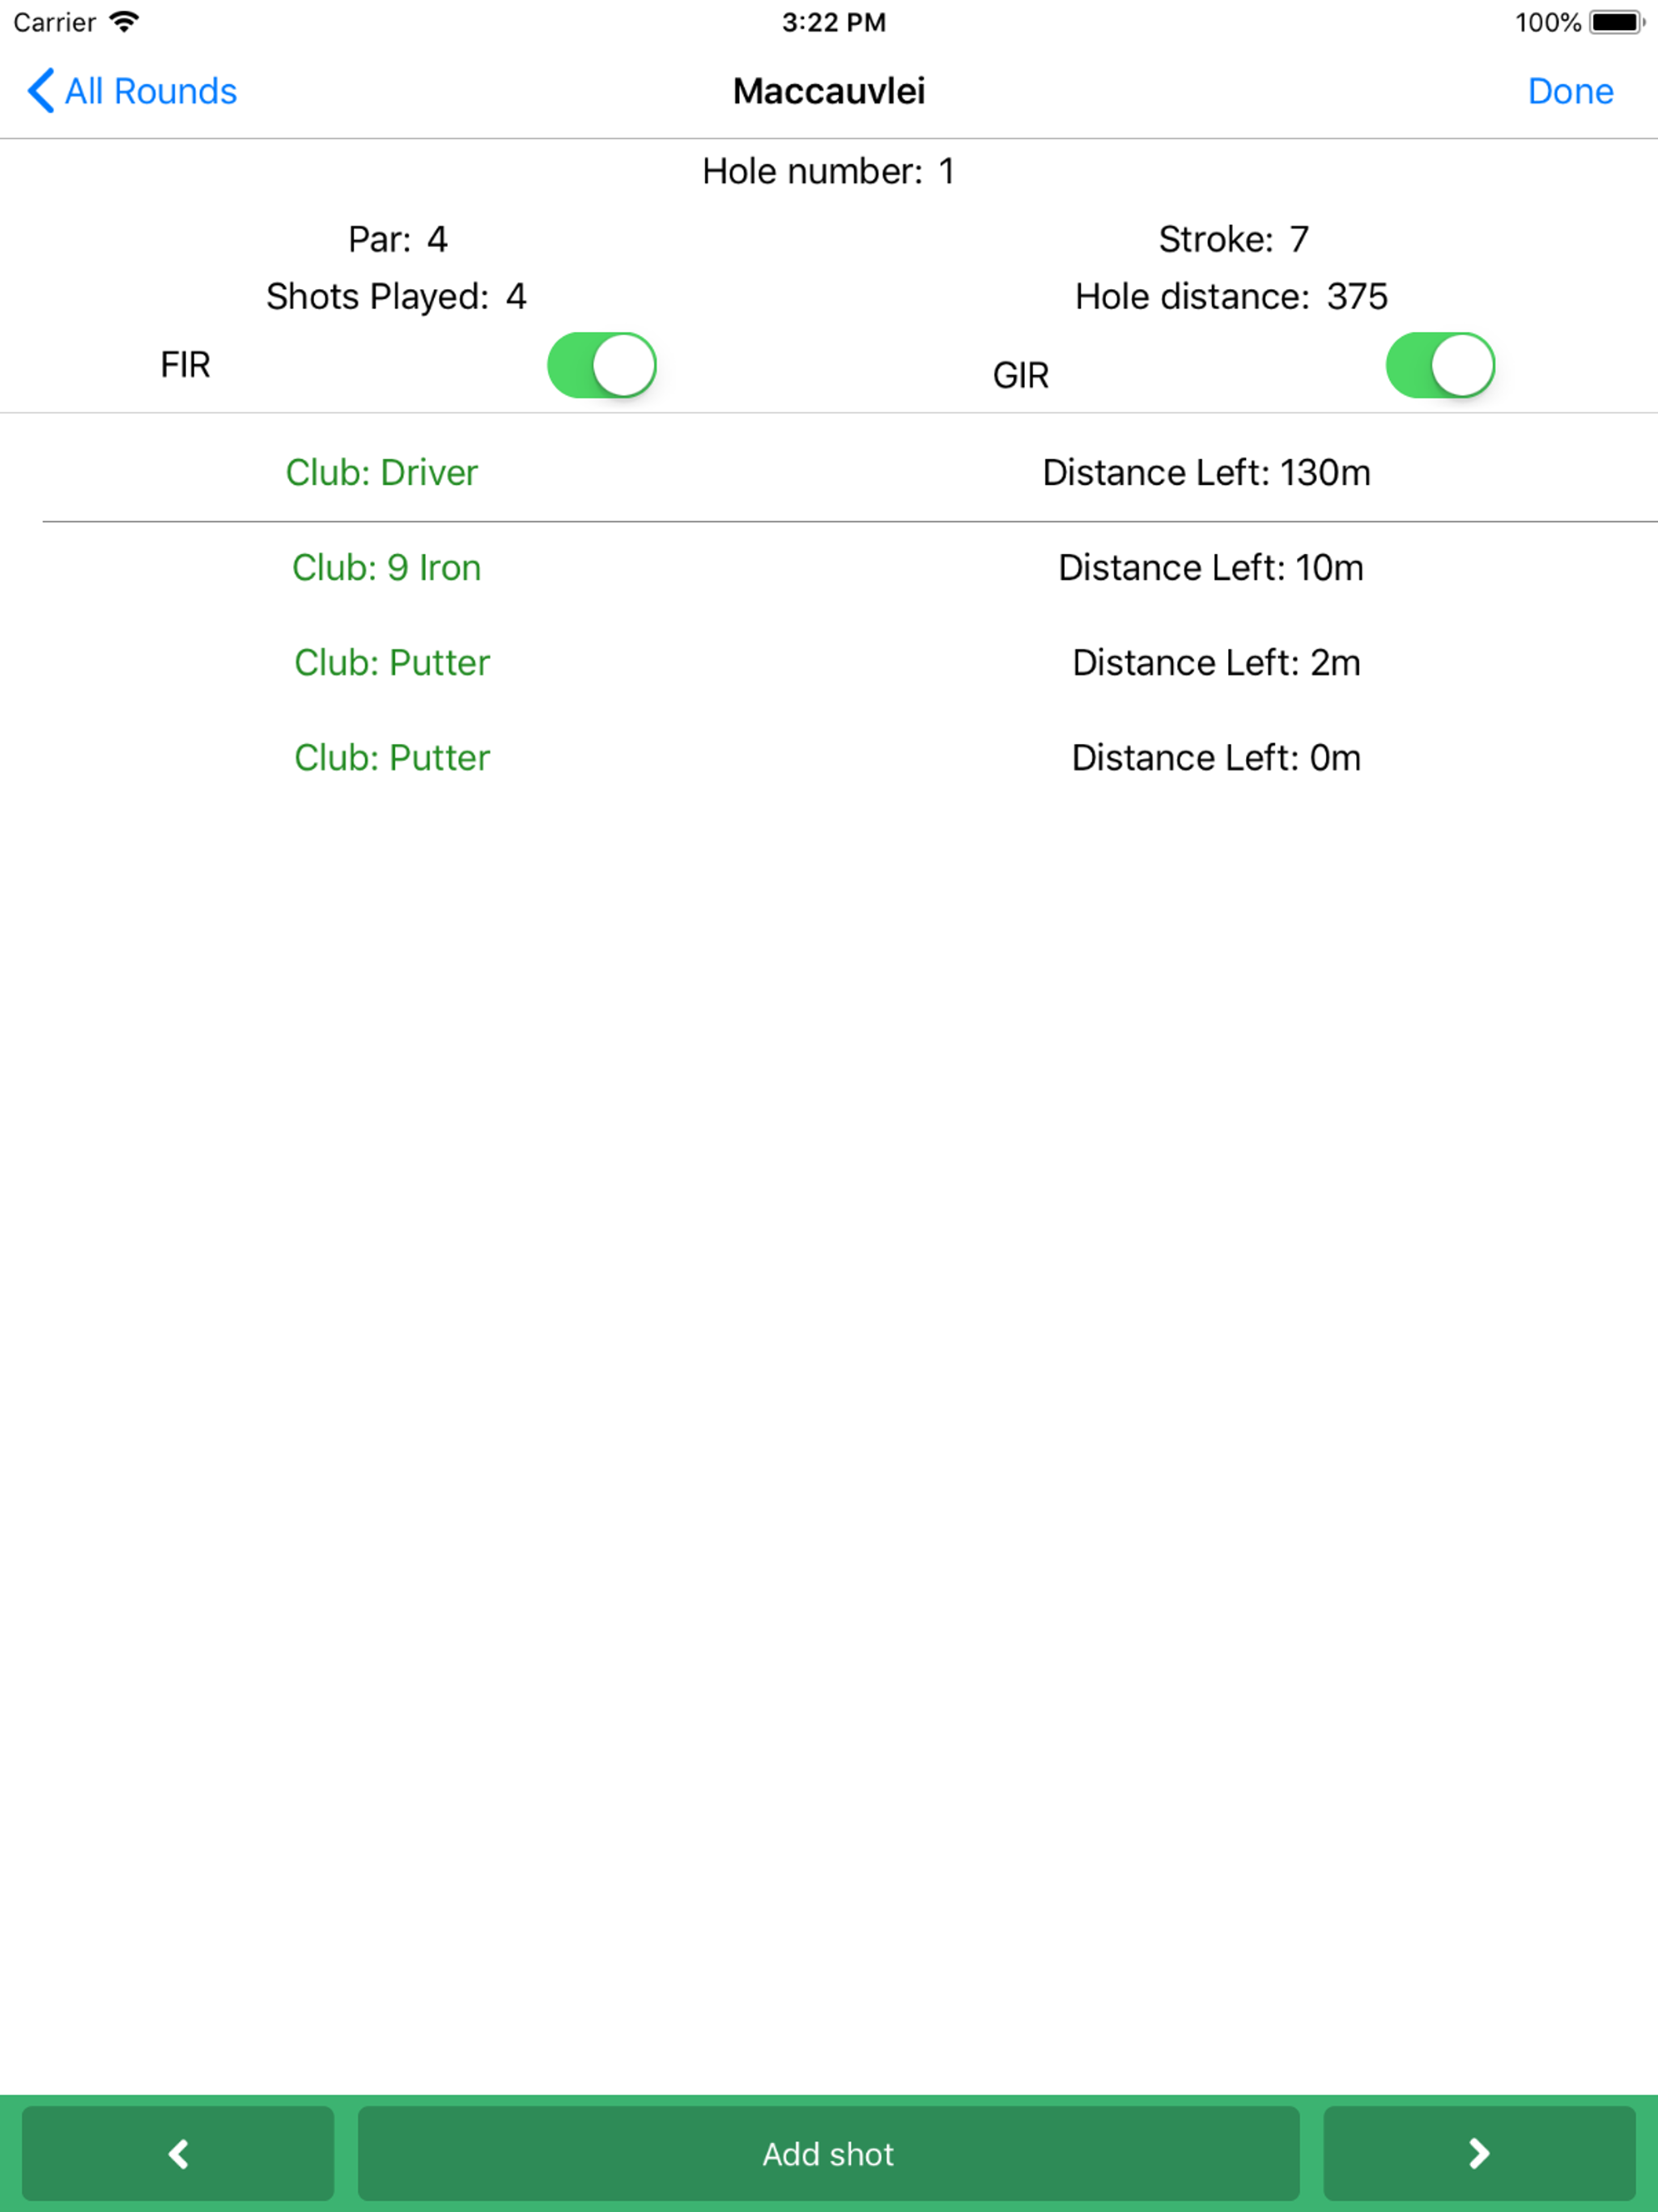 Carrier 3:22 PM 100%
All Rounds Maccauvlei Done
Hole number: 1
Par: 4 Stroke: 7
Shots Played: 4 Hole distance: 375
FIR GIR
Club: Driver Distance Left: 130m
Club: 9 Iron Distance Left: 10m
Club: Putter Distance Left: 2m
Club: Putter Distance Left: 0m
Add shot